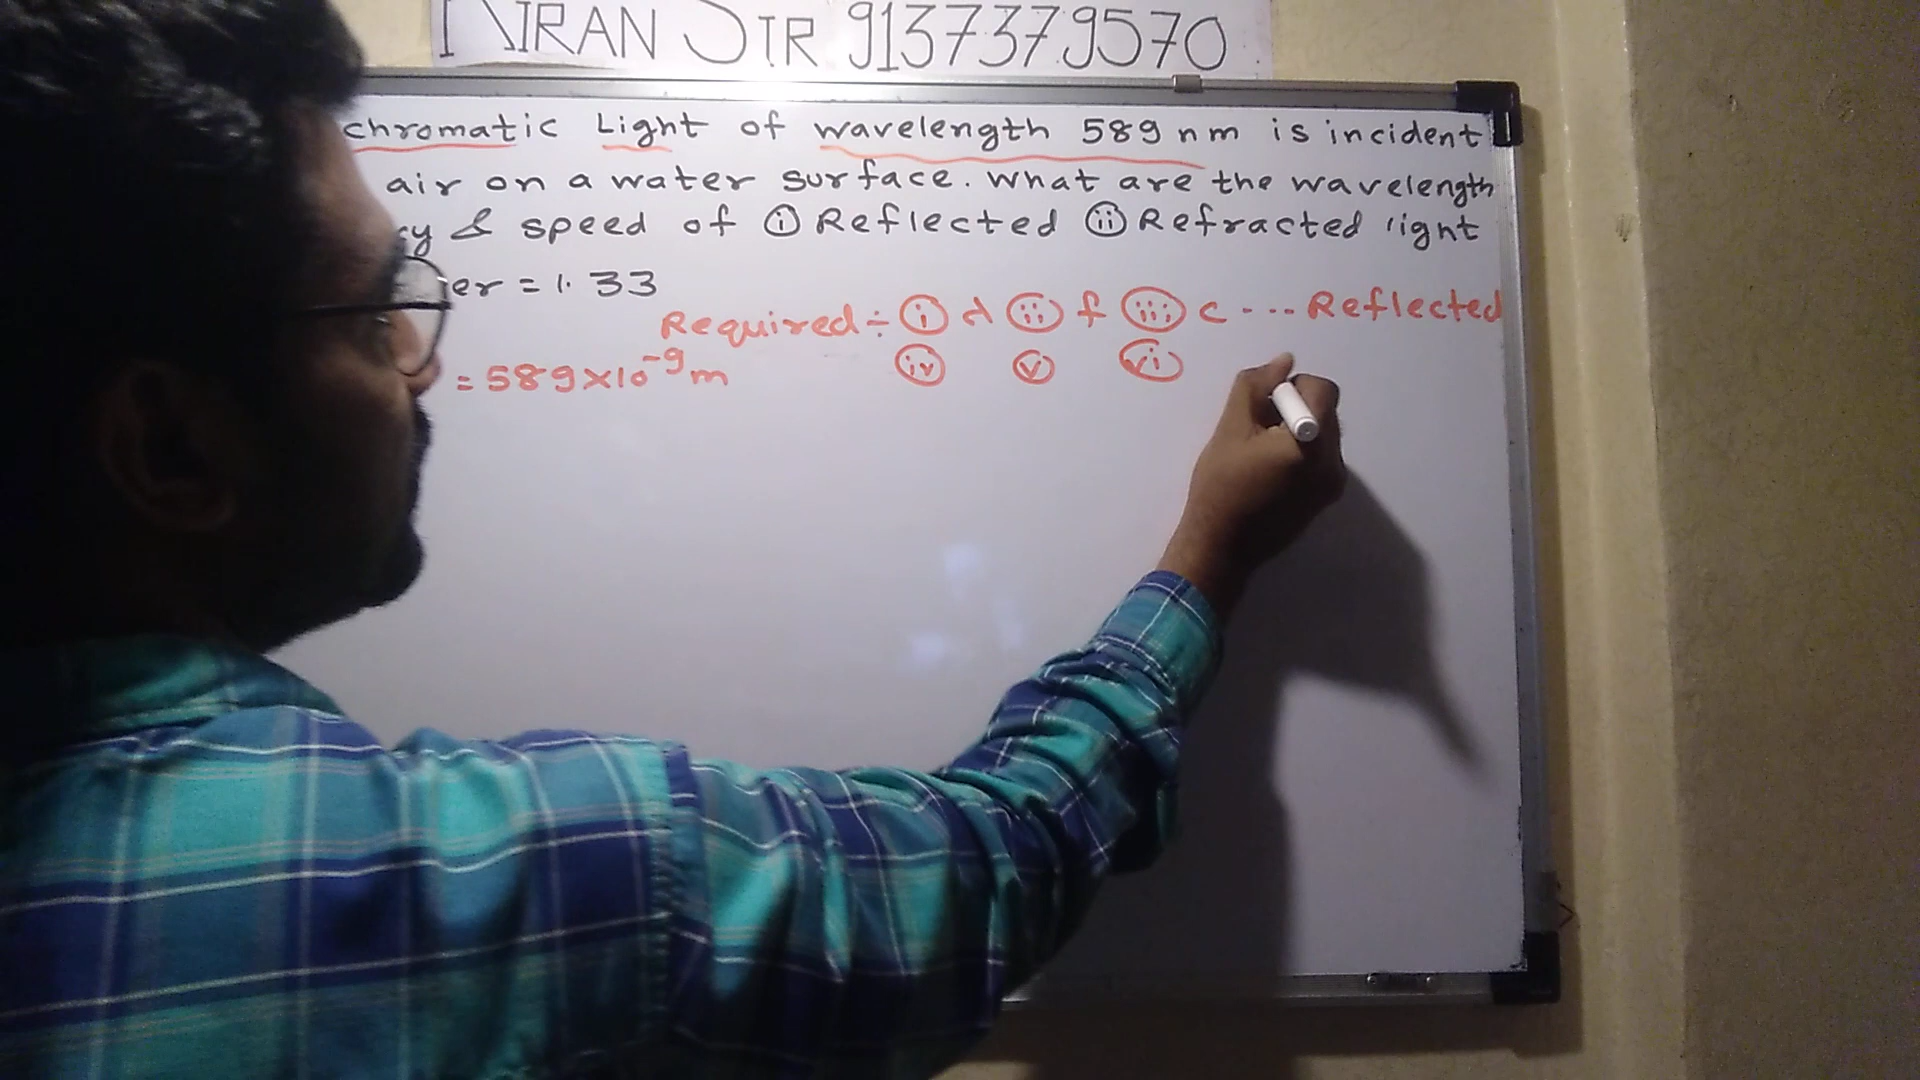 KIRAN SIR 9137379570
chromatic Light of wavelength 589 nm is incident
air on a water surface. What are the wavelength
cy & speed of (i) Reflected (ii) Refracted light
er = 1.33
Required ÷ (i) λ (ii) f (iii) c ... Reflected
(iv) (v) (vi)
= 589×10⁻⁹ m